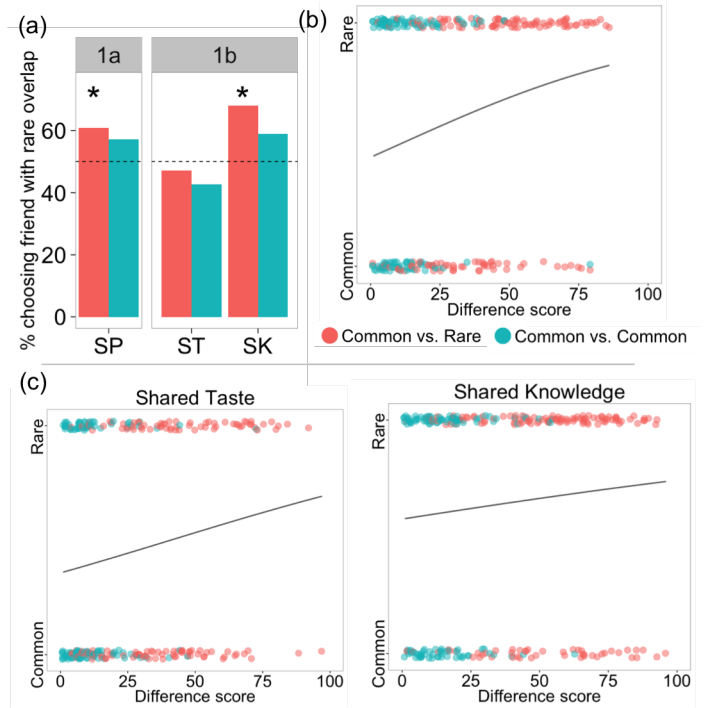 (a)
1a
1b
*
*
% choosing friend with rare overlap
60
40
20
0
SP
ST
SK
(b)
Rare
Common
0
25
50
75
100
Difference score
Common vs. Rare
Common vs. Common
(c)
Shared Taste
Rare
Common
0
25
50
75
100
Difference score
Shared Knowledge
Rare
Common
0
25
50
75
100
Difference score